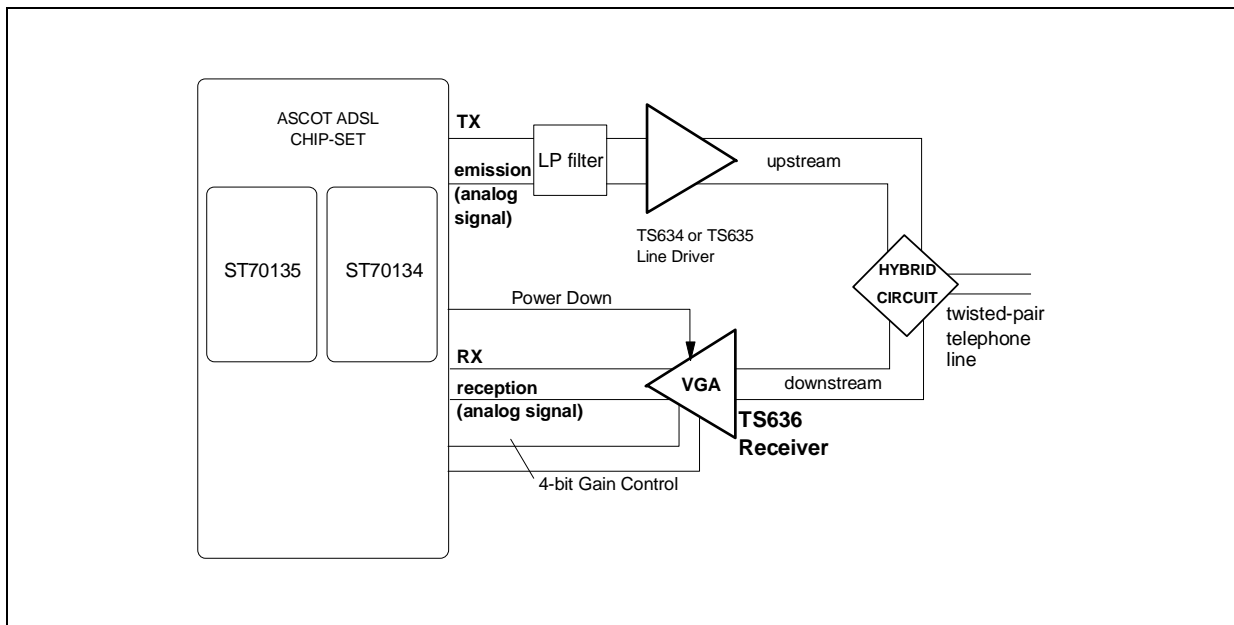 ASCOT ADSL
CHIP-SET
ST70135
ST70134
TX
emission
(analog
signal)
LP filter
upstream
TS634 or TS635
Line Driver
HYBRID
CIRCUIT
twisted-pair
telephone
line
Power Down
RX
reception
(analog signal)
VGA
downstream
TS636
Receiver
4-bit Gain Control